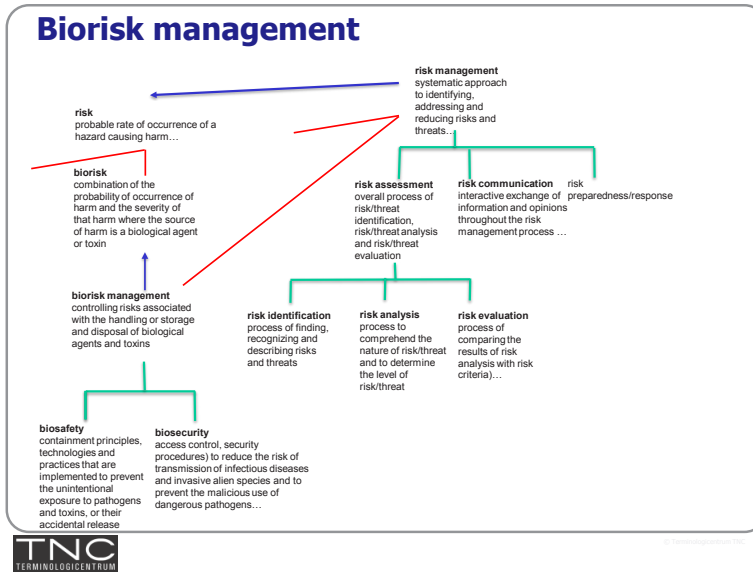 Biorisk management
risk management
systematic approach
to identifying,
addressing and
reducing risks and
threats…
risk
probable rate of occurrence of a
hazard causing harm…
biorisk
combination of the
probability of occurrence of
harm and the severity of
that harm where the source
of harm is a biological agent
or toxin
risk assessment
overall process of
risk/threat
identification,
risk/threat analysis
and risk/threat
evaluation
risk communication
interactive exchange of
information and opinions
throughout the risk
management process …
risk
preparedness/response
biorisk management
controlling risks associated
with the handling or storage
and disposal of biological
agents and toxins
risk identification
process of finding,
recognizing and
describing risks
and threats
risk analysis
process to
comprehend the
nature of risk/threat
and to determine
the level of
risk/threat
risk evaluation
process of
comparing the
results of risk
analysis with risk
criteria)…
biosafety
containment principles,
technologies and
practices that are
implemented to prevent
the unintentional
exposure to pathogens
and toxins, or their
accidental release
biosecurity
access control, security
procedures) to reduce the risk of
transmission of infectious diseases
and invasive alien species and to
prevent the malicious use of
dangerous pathogens…
TNC
TERMINOLOGICENTRUM
© Terminologicentrum TNC